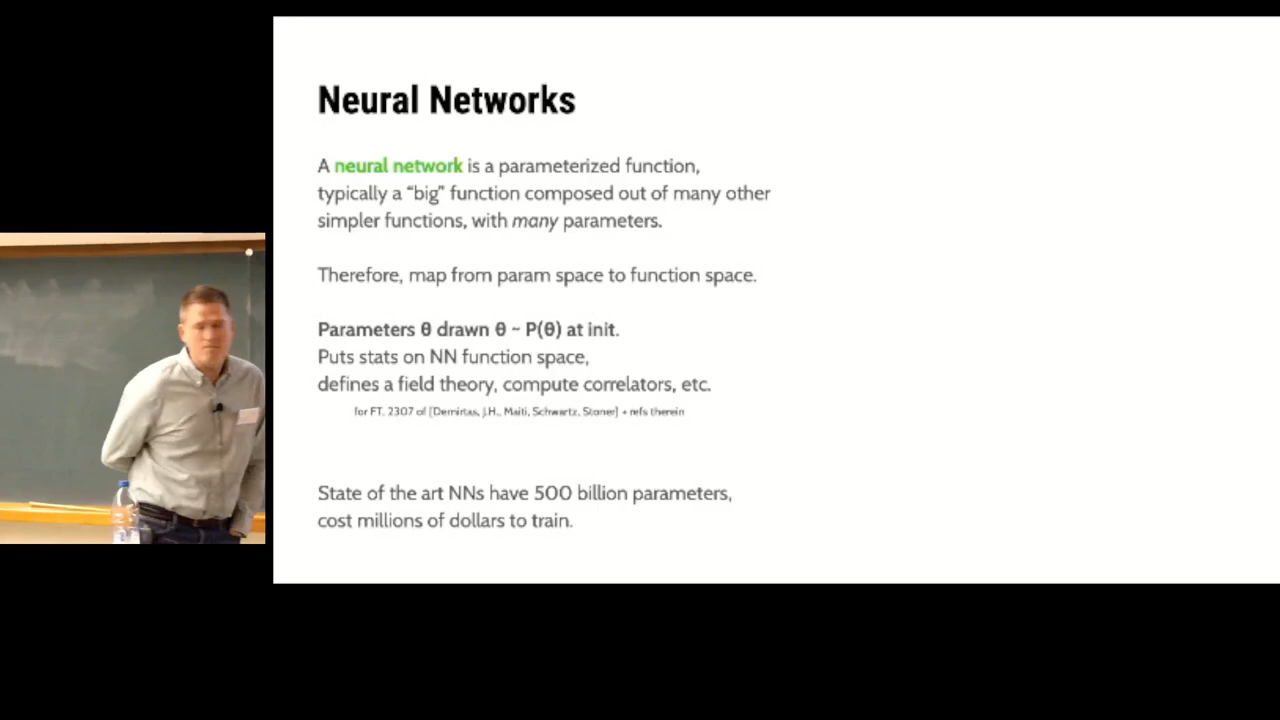 Neural Networks
A neural network is a parameterized function,
typically a “big” function composed out of many other
simpler functions, with many parameters.
Therefore, map from param space to function space.
Parameters θ drawn θ ~ P(θ) at init.
Puts stats on NN function space,
defines a field theory, compute correlators, etc.
for FT, 2307 of [Demirtas, J.H., Maiti, Schwartz, Stoner] + refs therein
State of the art NNs have 500 billion parameters,
cost millions of dollars to train.